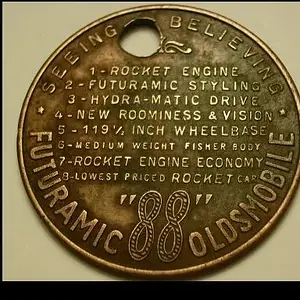 SEEING IS BELIEVING
1-ROCKET ENGINE
2-FUTURAMIC STYLING
3-HYDRA-MATIC DRIVE
4-NEW ROOMINESS & VISION
5-119½ INCH WHEELBASE
6-MEDIUM WEIGHT FISHER BODY
7-ROCKET ENGINE ECONOMY
8-LOWEST PRICED ROCKET CAR
"88"
FUTURAMIC OLDSMOBILE